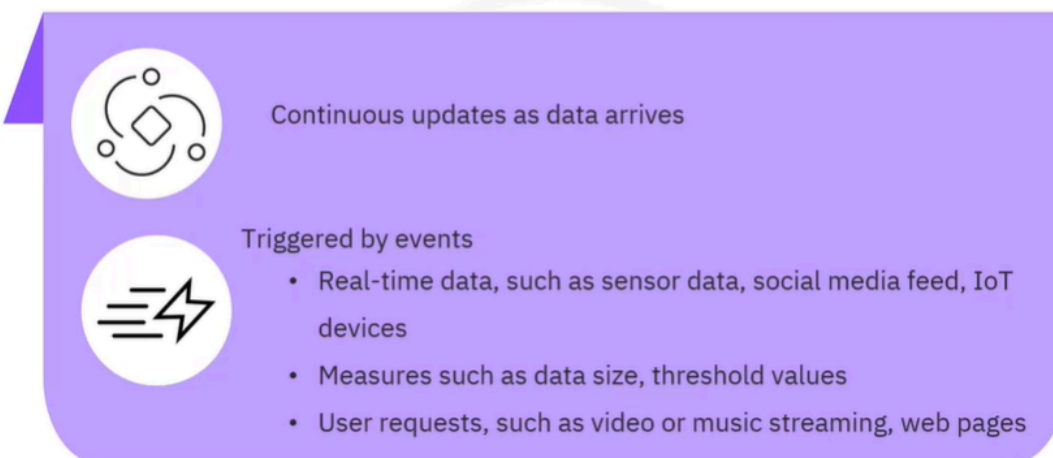 Continuous updates as data arrives
Triggered by events
• Real-time data, such as sensor data, social media feed, IoT
devices
• Measures such as data size, threshold values
• User requests, such as video or music streaming, web pages